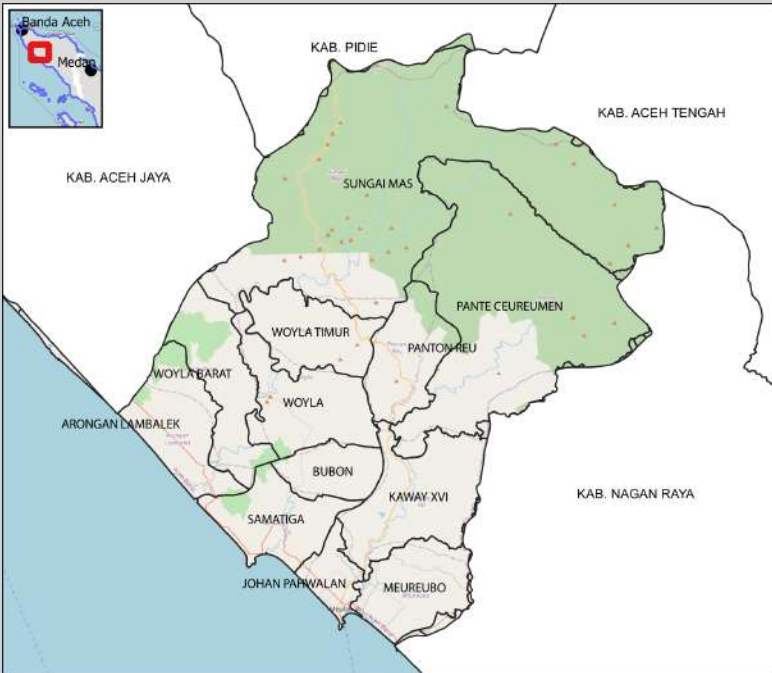 Banda Aceh
Medan
KAB. PIDIE
KAB. ACEH TENGAH
KAB. ACEH JAYA
SUNGAI MAS
PANTE CEUREUMEN
WOYLA TIMUR
PANTON REU
WOYLA BARAT
WOYLA
ARONGAN LAMBALEK
BUBON
KAWAY XVI
KAB. NAGAN RAYA
SAMATIGA
JOHAN PAHWALAN
MEUREUBO